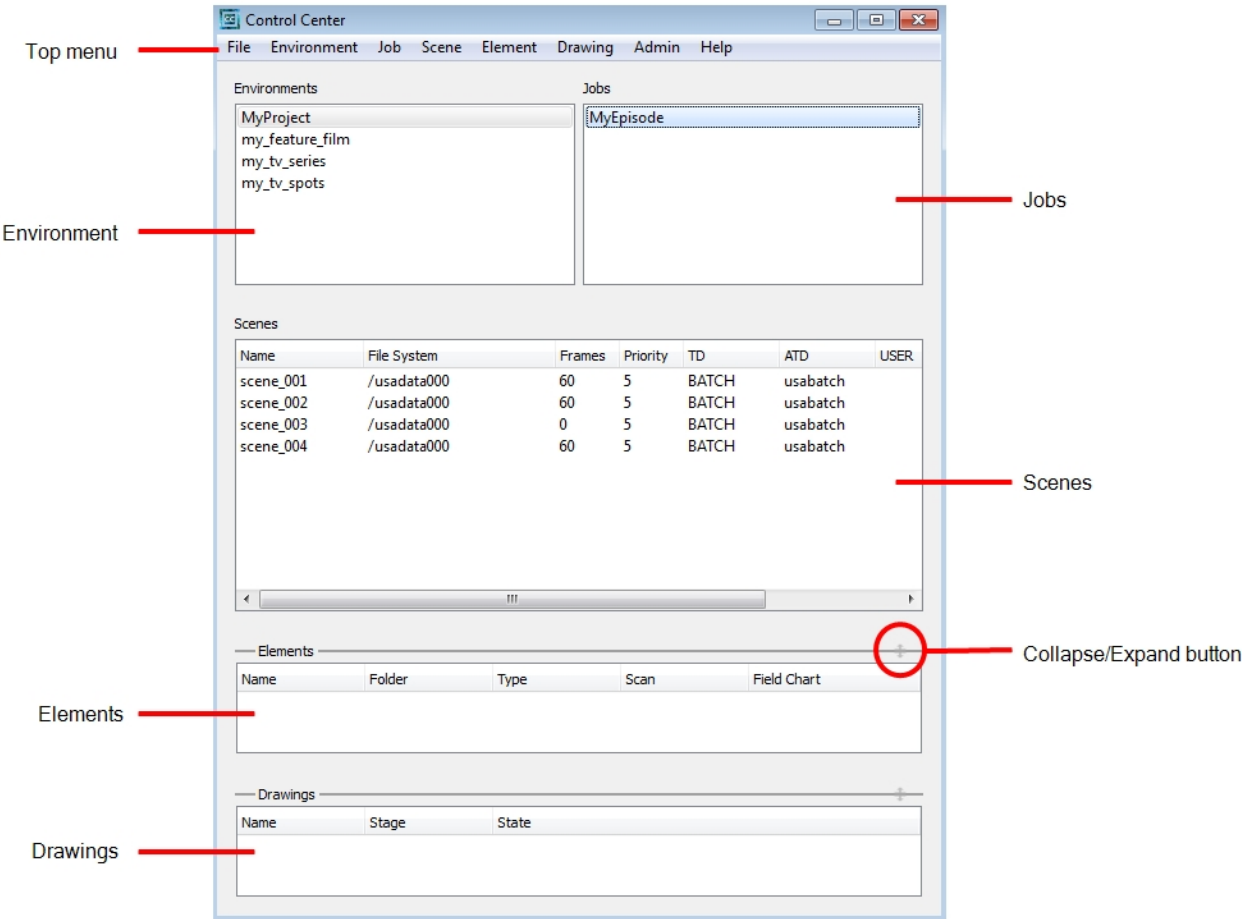 Control Center
Top menu
File Environment Job Scene Element Drawing Admin Help
Environments
Jobs
MyProject
my_feature_film
my_tv_series
my_tv_spots
MyEpisode
Environment
Jobs
Scenes
Name File System Frames Priority TD ATD USER
scene_001 /usadata000 60 5 BATCH usabatch
scene_002 /usadata000 60 5 BATCH usabatch
scene_003 /usadata000 0 5 BATCH usabatch
scene_004 /usadata000 60 5 BATCH usabatch
Scenes
Elements
Collapse/Expand button
Name Folder Type Scan Field Chart
Elements
Drawings
Name Stage State
Drawings